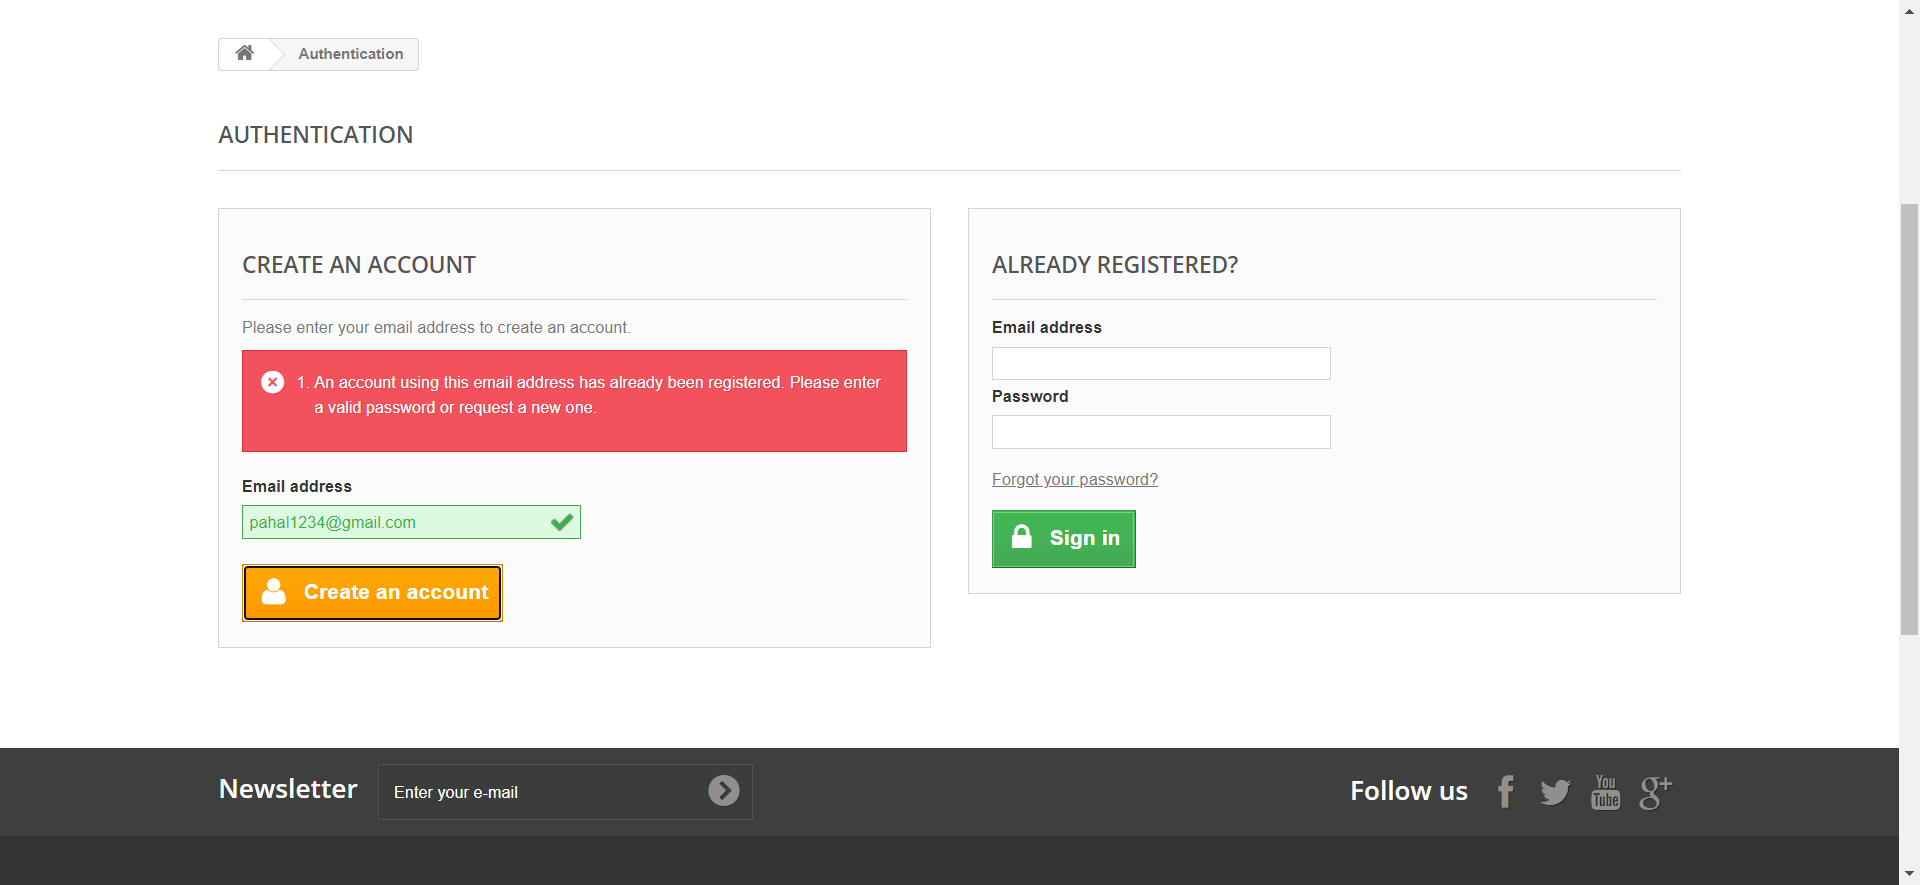 Authentication
AUTHENTICATION
CREATE AN ACCOUNT
Please enter your email address to create an account.
1. An account using this email address has already been registered. Please enter
a valid password or request a new one.
Email address
pahal1234@gmail.com
Create an account
ALREADY REGISTERED?
Email address
Password
Forgot your password?
Sign in
Newsletter
Enter your e-mail
Follow us
You
Tube
g+